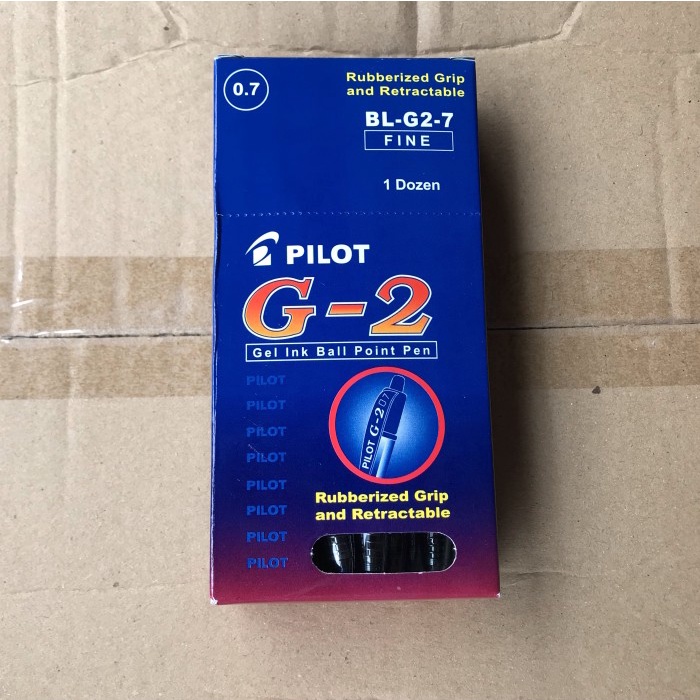 0.7
Rubberized Grip
and Retractable
BL-G2-7
FINE
1 Dozen
PILOT
G-2
Gel Ink Ball Point Pen
PILOT
PILOT
PILOT
PILOT
PILOT
PILOT
PILOT
PILOT
PILOT G-2 07
Rubberized Grip
and Retractable